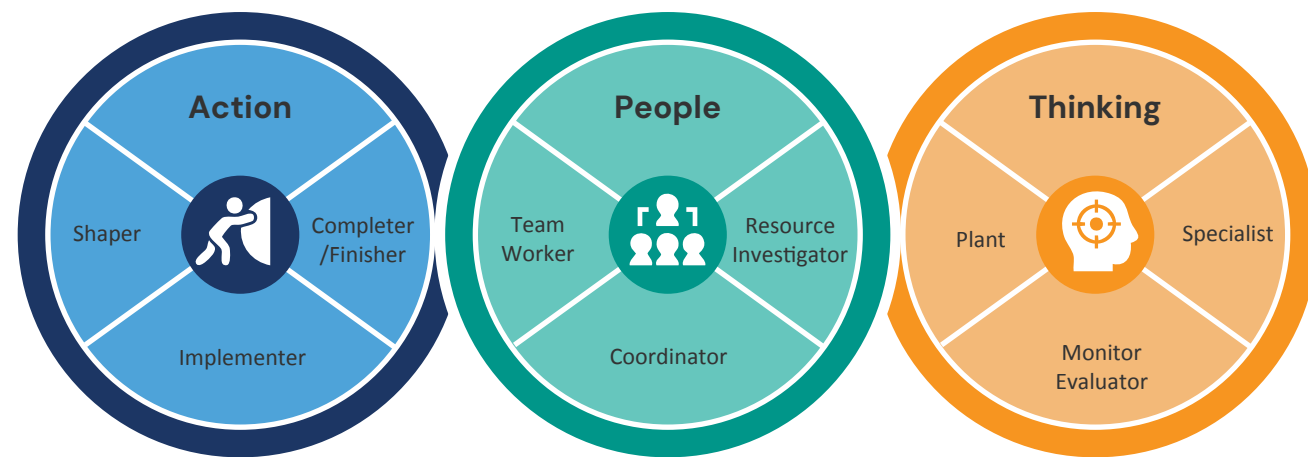 Action
Shaper
Completer
/Finisher
Implementer
People
Team
Worker
Resource
Investigator
Coordinator
Thinking
Plant
Specialist
Monitor
Evaluator